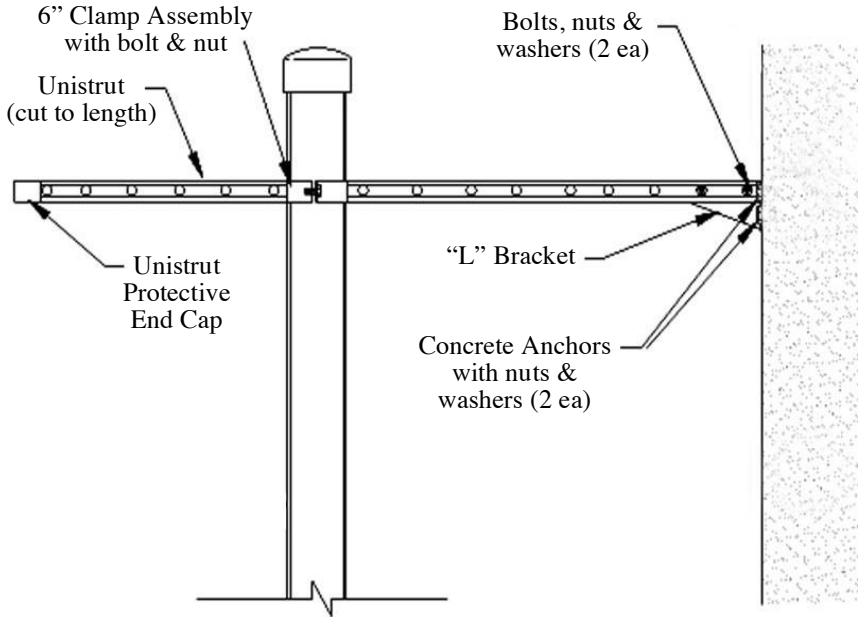 6” Clamp Assembly
with bolt & nut
Bolts, nuts &
washers (2 ea)
Unistrut
(cut to length)
“L” Bracket
Unistrut
Protective
End Cap
Concrete Anchors
with nuts &
washers (2 ea)